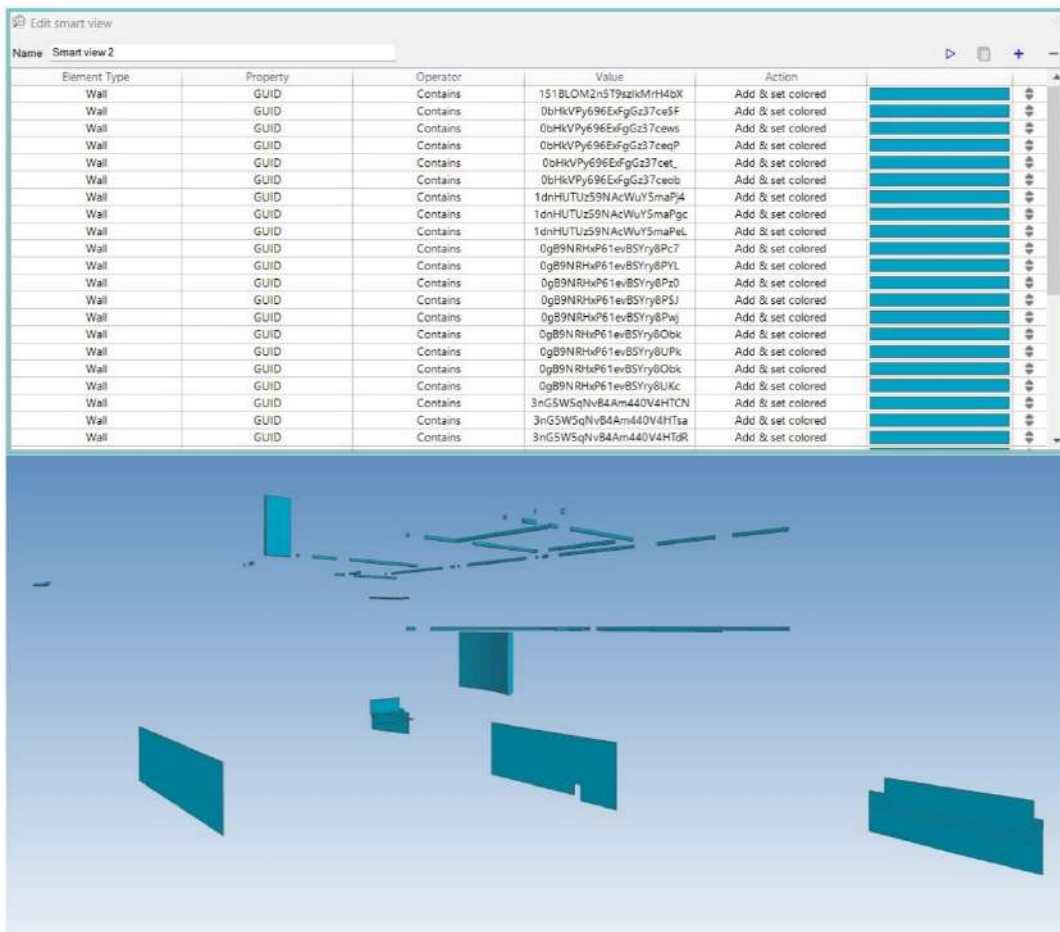 Edit smart view
Name Smart view 2
Element Type Property Operator Value Action
Wall GUID Contains 151BLOM2n5T9szIkMrH4bX Add & set colored
Wall GUID Contains 0bHkVPy696ExFgGz37ceSF Add & set colored
Wall GUID Contains 0bHkVPy696ExFgGz37cews Add & set colored
Wall GUID Contains 0bHkVPy696ExFgGz37ceqP Add & set colored
Wall GUID Contains 0bHkVPy696ExFgGz37cet_ Add & set colored
Wall GUID Contains 0bHkVPy696ExFgGz37ceob Add & set colored
Wall GUID Contains 1dnHUTUz59NAcWuY5maPj4 Add & set colored
Wall GUID Contains 1dnHUTUz59NAcWuY5maPgc Add & set colored
Wall GUID Contains 1dnHUTUz59NAcWuY5maPeL Add & set colored
Wall GUID Contains 0gB9NRHxP61evBSYry8Pc7 Add & set colored
Wall GUID Contains 0gB9NRHxP61evBSYry8PYL Add & set colored
Wall GUID Contains 0gB9NRHxP61evBSYry8Pz0 Add & set colored
Wall GUID Contains 0gB9NRHxP61evBSYry8PSJ Add & set colored
Wall GUID Contains 0gB9NRHxP61evBSYry8Pwj Add & set colored
Wall GUID Contains 0gB9NRHxP61evBSYry8Obk Add & set colored
Wall GUID Contains 0gB9NRHxP61evBSYry8UPk Add & set colored
Wall GUID Contains 0gB9NRHxP61evBSYry8Obk Add & set colored
Wall GUID Contains 0gB9NRHxP61evBSYry8UKc Add & set colored
Wall GUID Contains 3nG5W5qNvB4Am440V4HTCN Add & set colored
Wall GUID Contains 3nG5W5qNvB4Am440V4HTsa Add & set colored
Wall GUID Contains 3nG5W5qNvB4Am440V4HTdR Add & set colored